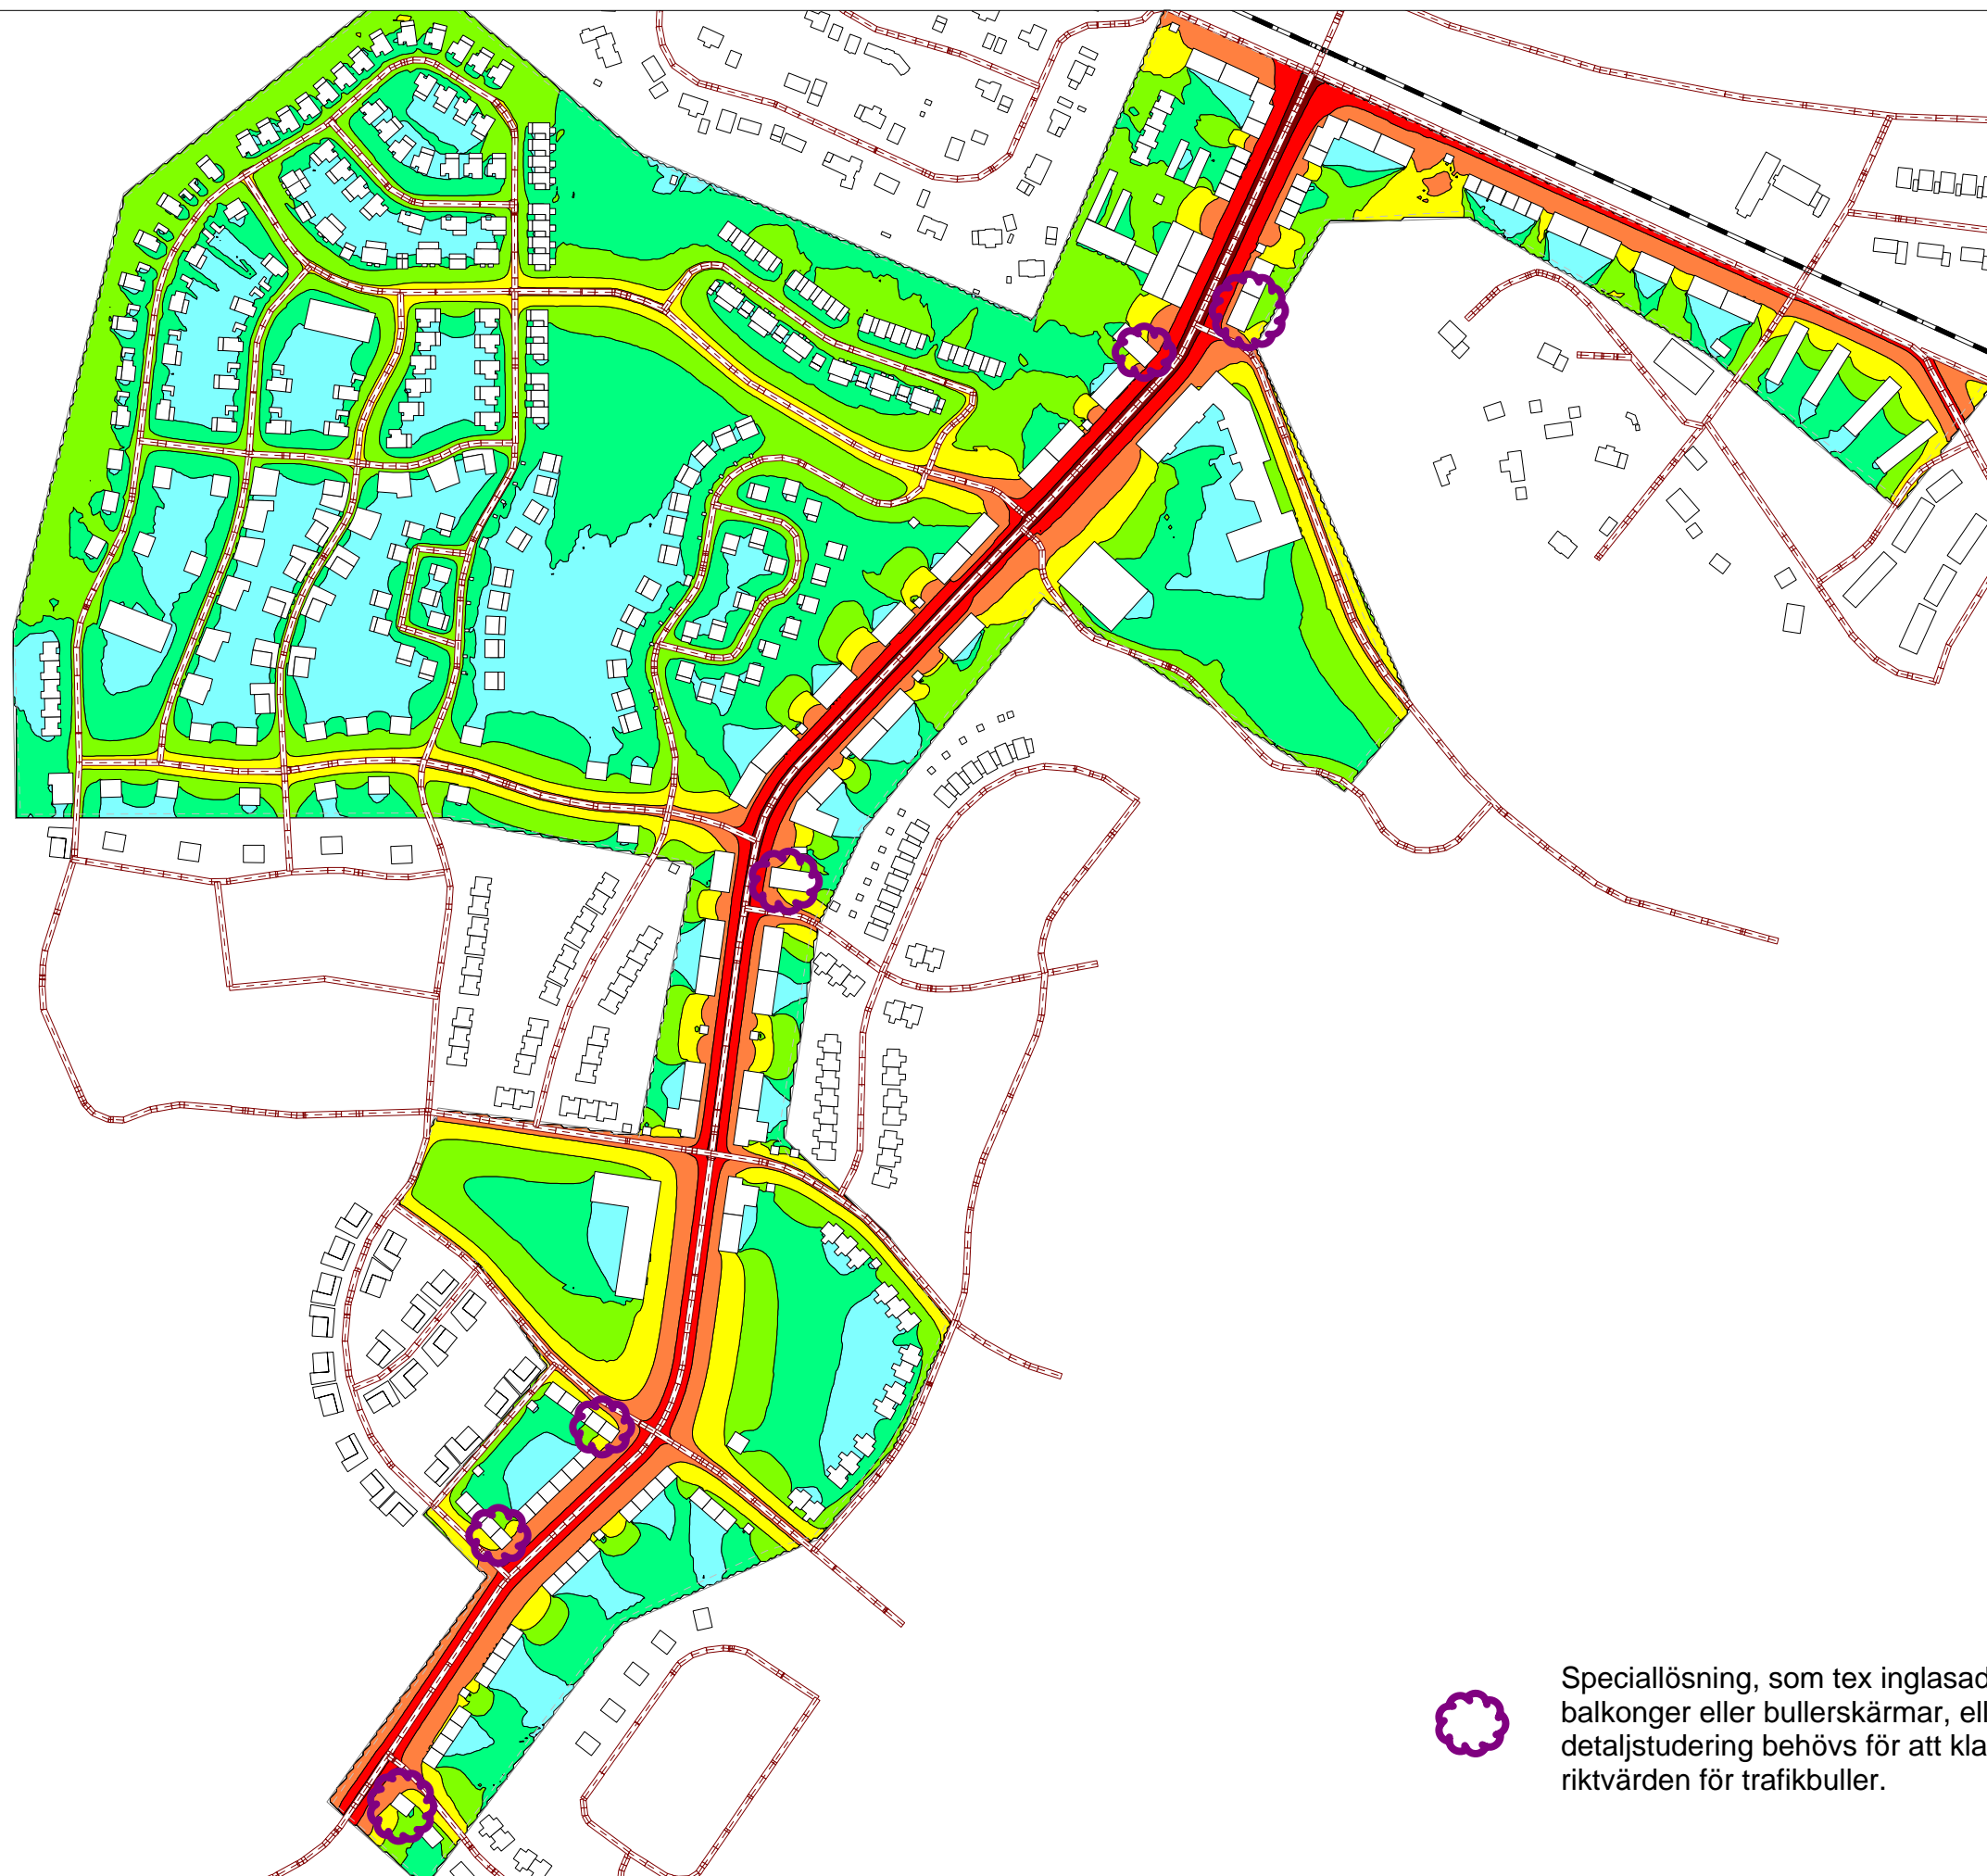 Speciallösning, som tex inglasad
balkonger eller bullerskärmar, ell
detaljstudering behövs för att kla
riktvärden för trafikbuller.